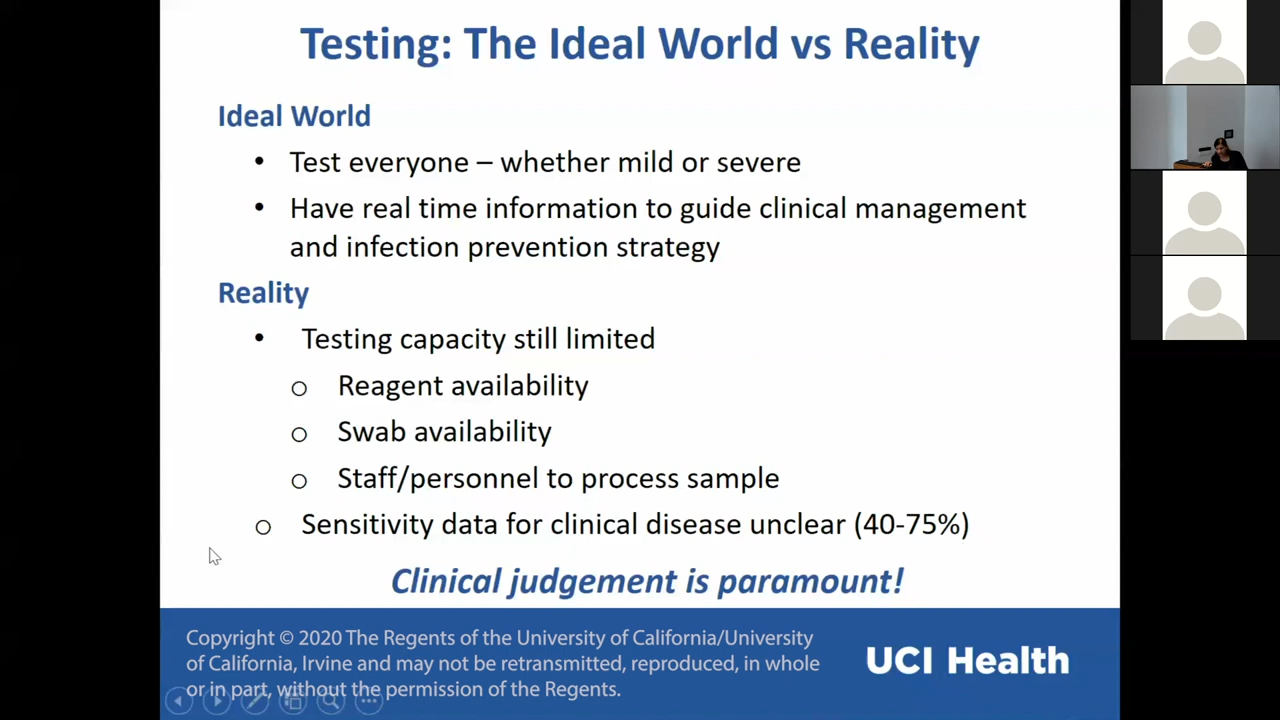 Testing: The Ideal World vs Reality
Ideal World
• Test everyone – whether mild or severe
• Have real time information to guide clinical management
and infection prevention strategy
Reality
• Testing capacity still limited
o Reagent availability
o Swab availability
o Staff/personnel to process sample
o Sensitivity data for clinical disease unclear (40-75%)
Clinical judgement is paramount!
Copyright © 2020 The Regents of the University of California/University
of California, Irvine and may not be retransmitted, reproduced, in whole
or in part, without the permission of the Regents.
UCI Health